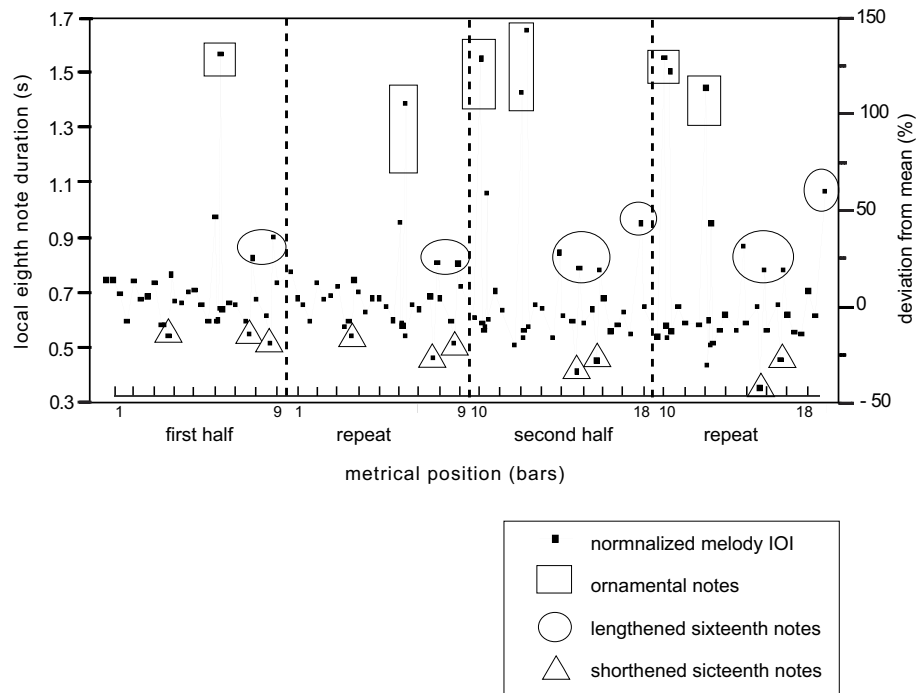 1.7
1.5
1.3
1.1
0.9
0.7
0.5
0.3
local eighth note duration (s)
150
100
50
0
- 50
deviation from mean (%)
1 9 1 9 10 18 10 18
first half repeat second half repeat
metrical position (bars)
normnalized melody IOI
ornamental notes
lengthened sixteenth notes
shorthened sicteenth notes